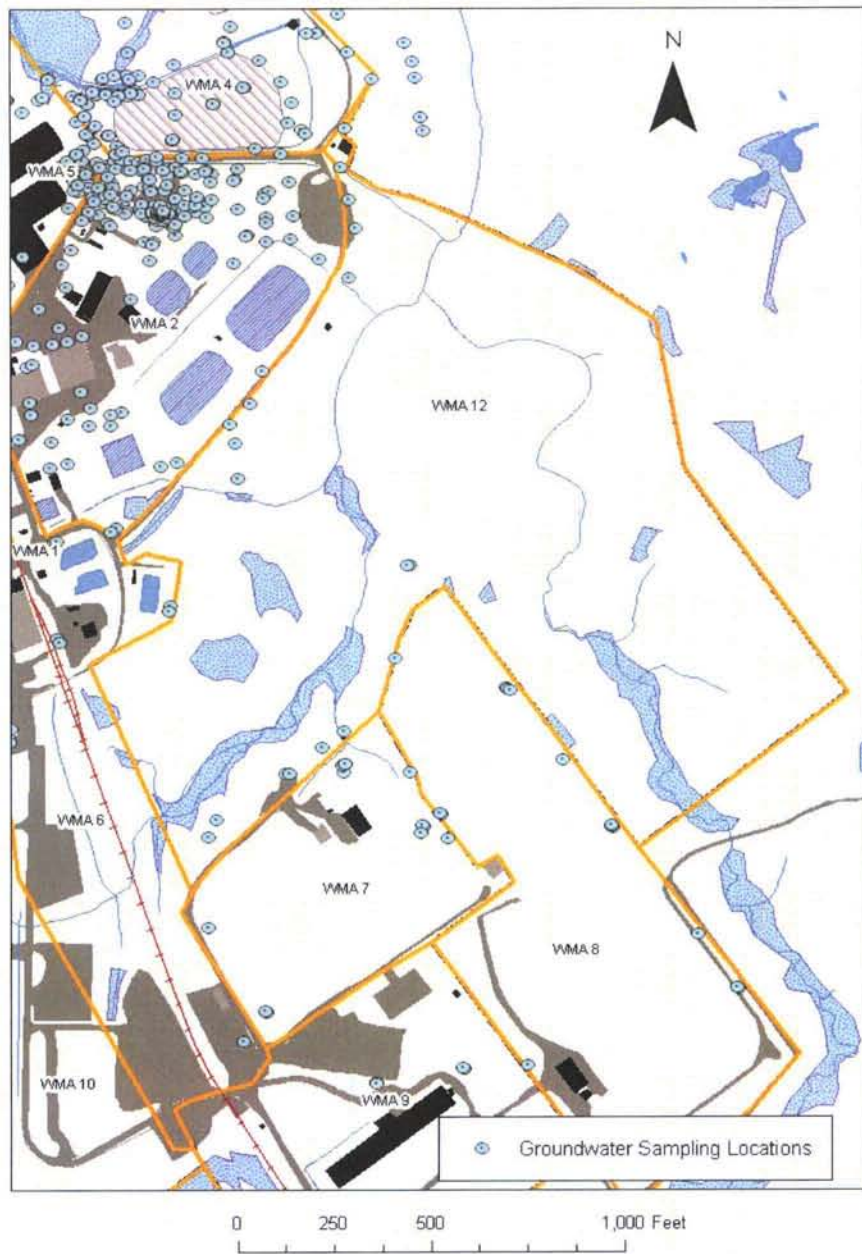 WMA 4
N
WMA 5
WMA 2
WMA 12
WMA 1
WMA 6
WMA 7
WMA 8
WMA 10
WMA 9
Groundwater Sampling Locations
0 250 500 1,000 Feet